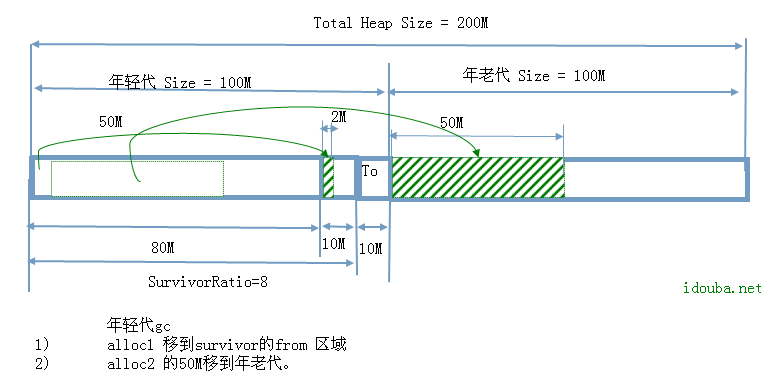 Total Heap Size = 200M
年轻代 Size = 100M
年老代 Size = 100M
50M
2M
50M
To
80M
10M
10M
SurvivorRatio=8
idouba.net
年轻代gc
1) alloc1 移到survivor的from 区域
2) alloc2 的50M移到年老代。